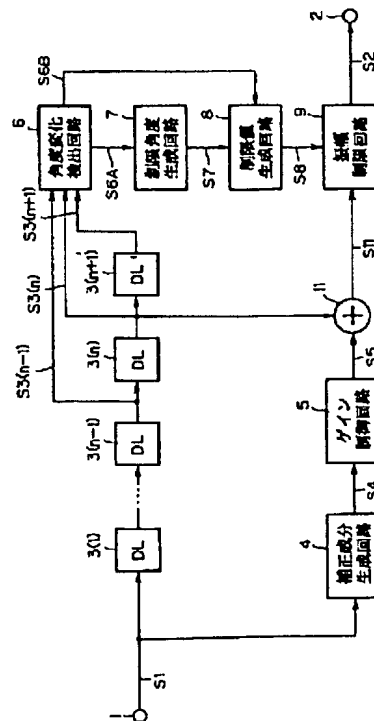 1
S1
3(1)
DL
3(n-1)
DL
3(n)
DL
3(n+1)
DL'
S3(n-1)
S3(n)
S3(n+1)
6
角度変化
検出回路
S6A
S6B
7
制限角度
生成回路
S7
8
制限値
生成回路
S8
4
補正成分
生成回路
S4
5
ゲイン
制御回路
S5
11
+
S11
9
振幅
制限回路
S2
2